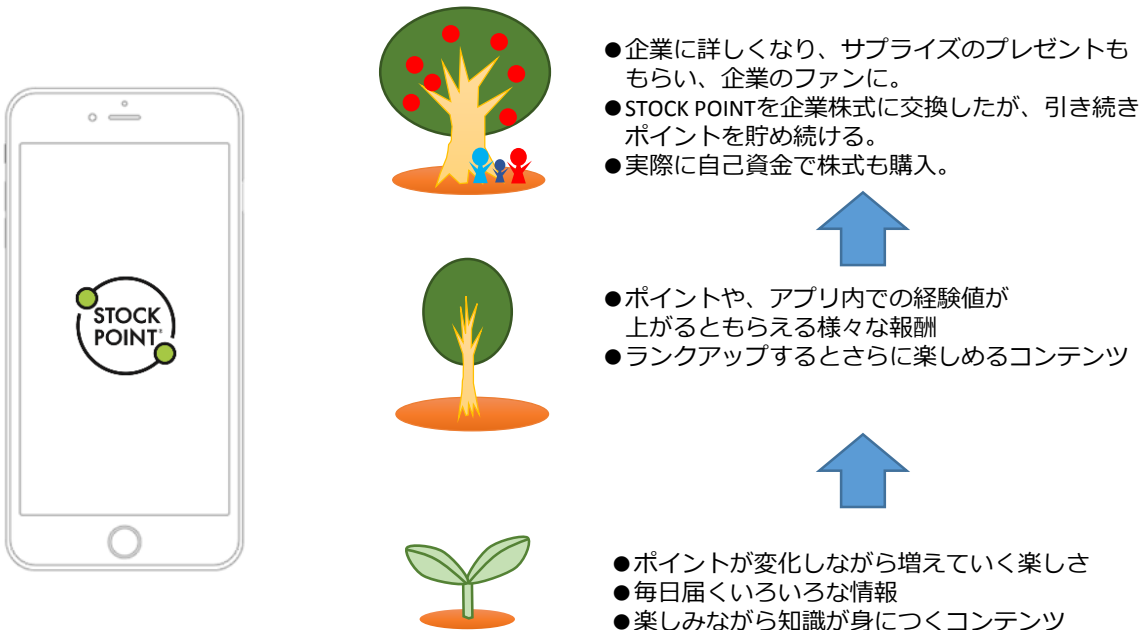 ●企業に詳しくなり、サプライズのプレゼントも
もらい、企業のファンに。
●STOCK POINTを企業株式に交換したが、引き続き
ポイントを貯め続ける。
●実際に自己資金で株式も購入。
STOCK
POINT
●ポイントや、アプリ内での経験値が
上がるともらえる様々な報酬
●ランクアップするとさらに楽しめるコンテンツ
●ポイントが変化しながら増えていく楽しさ
●毎日届くいろいろな情報
●楽しみながら知識が身につくコンテンツ